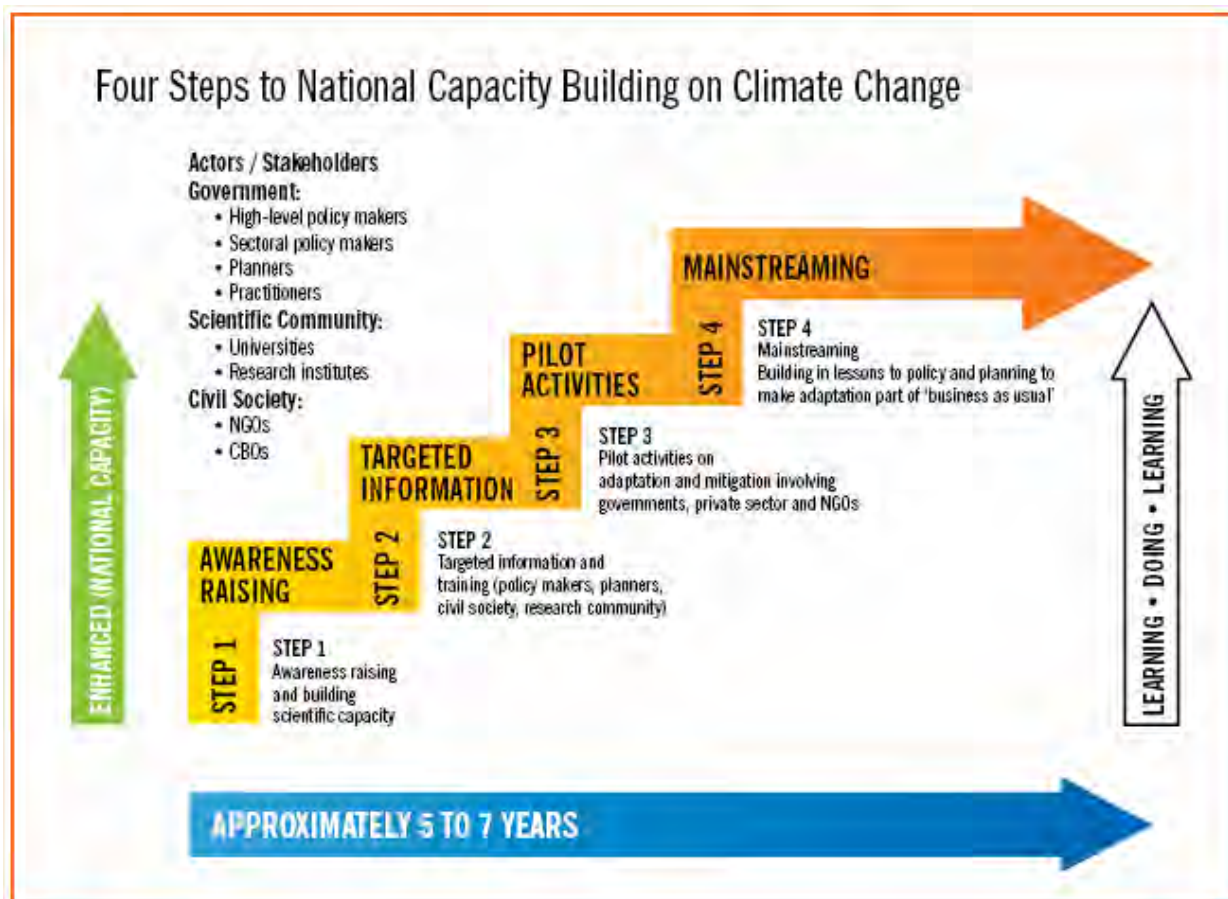 Four Steps to National Capacity Building on Climate Change
Actors / Stakeholders
Government:
• High-level policy makers
• Sectoral policy makers
• Planners
• Practitioners
Scientific Community:
• Universities
• Research institutes
Civil Society:
• NGOs
• CBOs
ENHANCED (NATIONAL CAPACITY)
AWARENESS
RAISING
STEP 1
STEP 1
Awareness raising
and building
scientific capacity
TARGETED
INFORMATION
STEP 2
STEP 2
Targeted information and
training (policy makers, planners,
civil society, research community)
PILOT
ACTIVITIES
STEP 3
STEP 3
Pilot activities on
adaptation and mitigation involving
governments, private sector and NGOs
MAINSTREAMING
STEP 4
STEP 4
Mainstreaming
Building in lessons to policy and planning to
make adaptation part of 'business as usual'
LEARNING • DOING • LEARNING
APPROXIMATELY 5 TO 7 YEARS